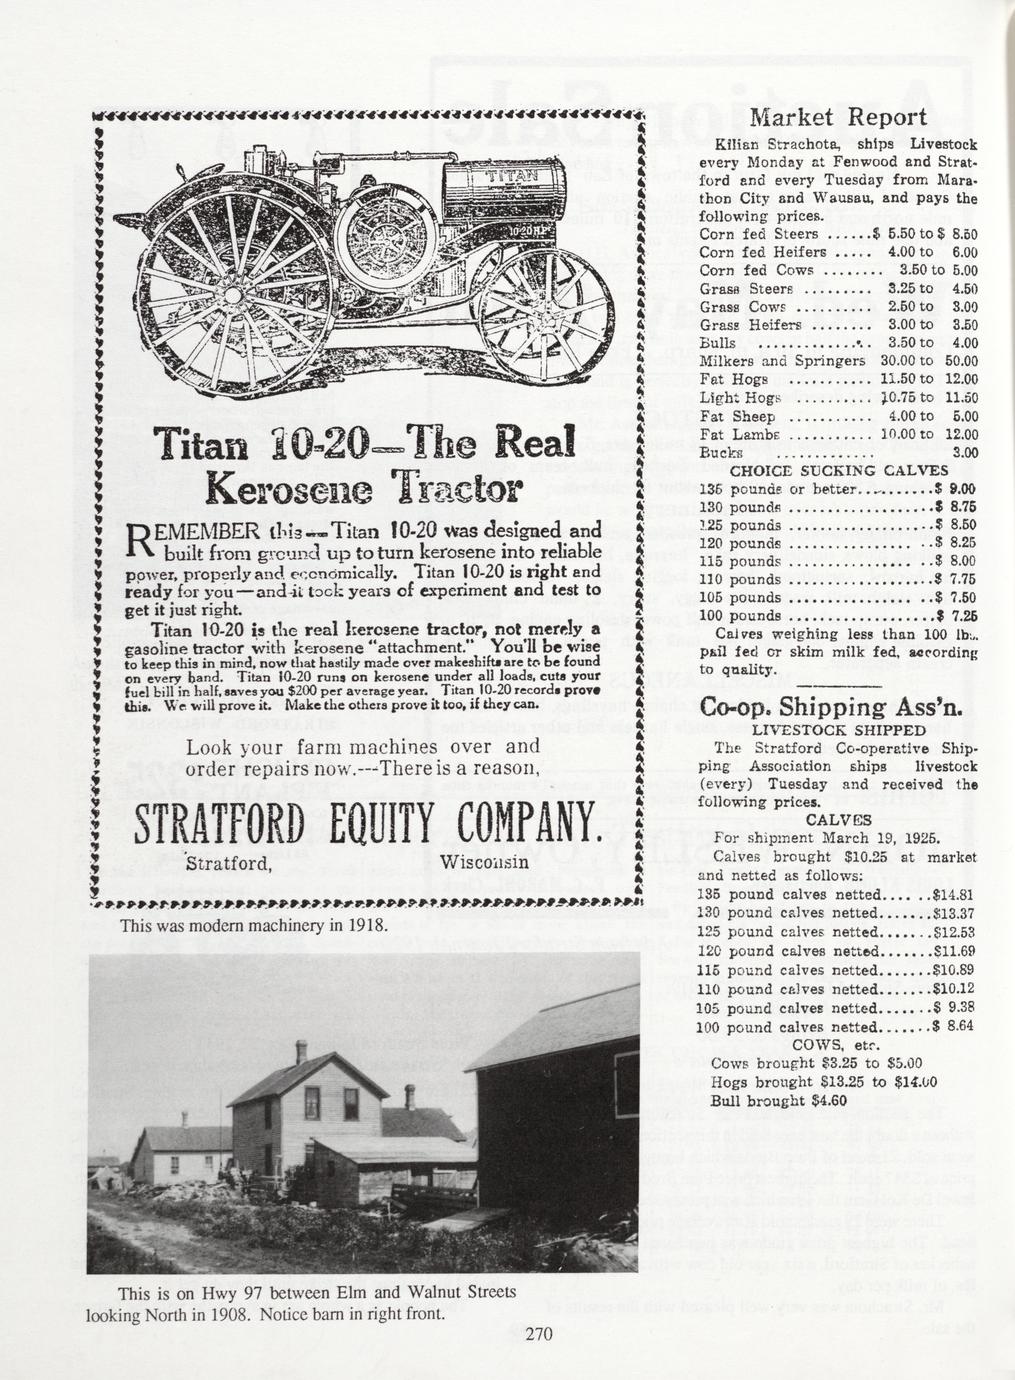 TITAN
10-20 H.P.
Titan 10-20—The Real
Kerosene Tractor
REMEMBER this—Titan 10-20 was designed and
built from ground up to turn kerosene into reliable
power, properly and economically. Titan 10-20 is right and
ready for you—and it took years of experiment and test to
get it just right.
Titan 10-20 is the real kerosene tractor, not merely a
gasoline tractor with kerosene "attachment." You'll be wise
to keep this in mind, now that hastily made over makeshifts are to be found
on every hand. Titan 10-20 runs on kerosene under all loads, cuts your
fuel bill in half, saves you $200 per average year. Titan 10-20 records prove
this. We will prove it. Make the others prove it too, if they can.
Look your farm machines over and
order repairs now.---There is a reason,
STRATFORD EQUITY COMPANY.
Stratford, Wisconsin
This was modern machinery in 1918.
This is on Hwy 97 between Elm and Walnut Streets
looking North in 1908. Notice barn in right front.
Market Report
Kilian Strachota, ships Livestock
every Monday at Fenwood and Strat-
ford and every Tuesday from Mara-
thon City and Wausau, and pays the
following prices.
Corn fed Steers ......$ 5.50 to $ 8.50
Corn fed Heifers ..... 4.00 to 6.00
Corn fed Cows ........ 3.50 to 5.00
Grass Steers ......... 3.25 to 4.50
Grass Cows .......... 2.50 to 3.00
Grass Heifers ........ 3.00 to 3.50
Bulls .............. 3.50 to 4.00
Milkers and Springers 30.00 to 50.00
Fat Hogs ........... 11.50 to 12.00
Light Hogs ......... 10.75 to 11.50
Fat Sheep ........... 4.00 to 5.00
Fat Lambs ........... 10.00 to 12.00
Bucks ............. 3.00
CHOICE SUCKING CALVES
135 pounds or better...........$ 9.00
130 pounds ...................$ 8.75
125 pounds ...................$ 8.50
120 pounds ................ ..$ 8.25
115 pounds ................ ..$ 8.00
110 pounds ...................$ 7.75
105 pounds ................ ..$ 7.50
100 pounds ...................$ 7.25
Calves weighing less than 100 lbs.,
pail fed or skim milk fed, according
to quality.
Co-op. Shipping Ass'n.
LIVESTOCK SHIPPED
The Stratford Co-operative Ship-
ping Association ships livestock
(every) Tuesday and received the
following prices.
CALVES
For shipment March 19, 1925.
Calves brought $10.25 at market
and netted as follows:
135 pound calves netted.... ..$14.81
130 pound calves netted.......$13.37
125 pound calves netted.......$12.53
120 pound calves netted.......$11.69
115 pound calves netted.......$10.89
110 pound calves netted.......$10.12
105 pound calves netted.......$ 9.38
100 pound calves netted.......$ 8.64
COWS, etc.
Cows brought $3.25 to $5.00
Hogs brought $13.25 to $14.00
Bull brought $4.60
270